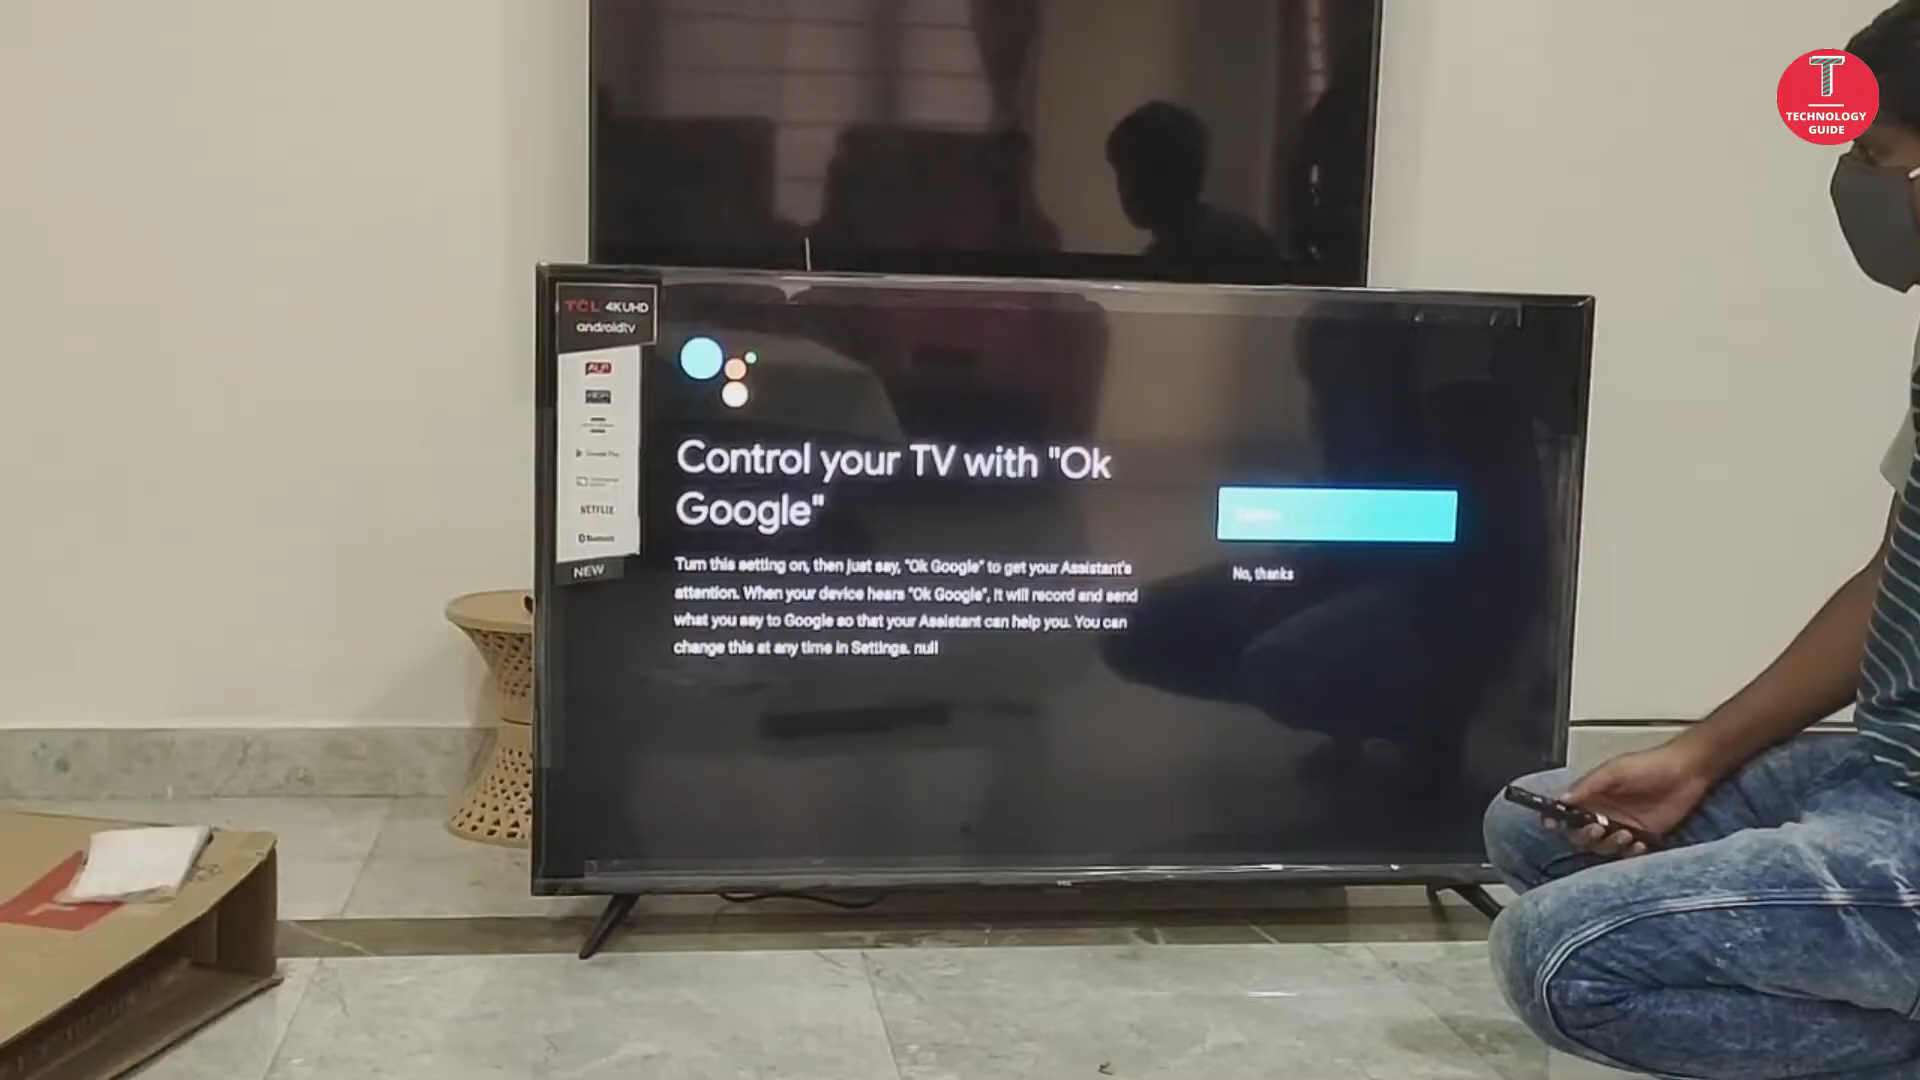 T
TECHNOLOGY
GUIDE
TCL 4K UHD
androidtv
NETFLIX
Bluetooth
NEW
Control your TV with "Ok
Google"
Turn this setting on, then just say, "Ok Google" to get your Assistant's
attention. When your device hears "Ok Google", it will record and send
what you say to Google so that your Assistant can help you. You can
change this at any time in Settings. null
No, thanks
TCL